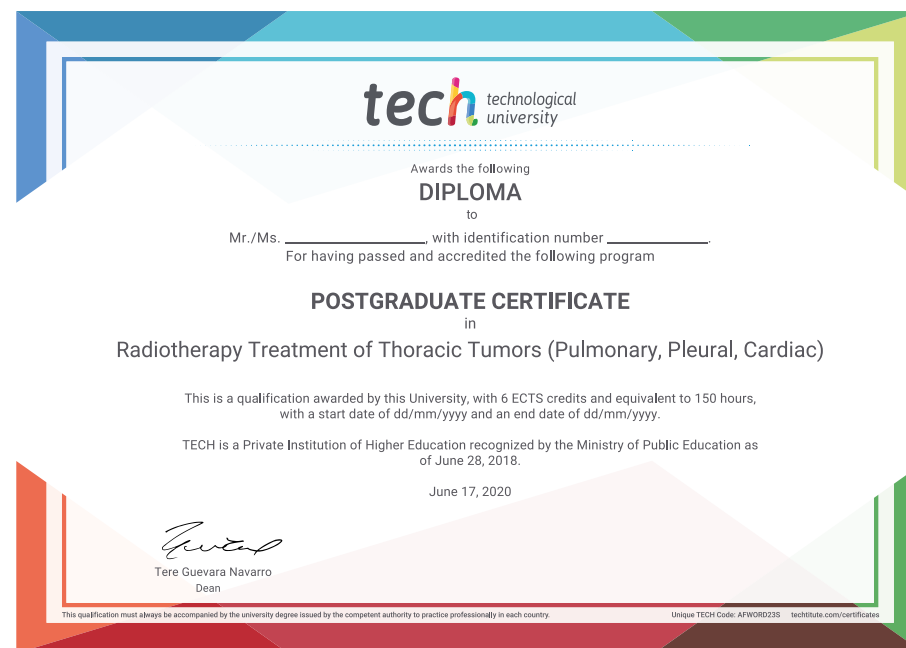 tech technological
university
Awards the following
DIPLOMA
to
Mr./Ms. ____________________, with identification number ______________.
For having passed and accredited the following program
POSTGRADUATE CERTIFICATE
in
Radiotherapy Treatment of Thoracic Tumors (Pulmonary, Pleural, Cardiac)
This is a qualification awarded by this University, with 6 ECTS credits and equivalent to 150 hours,
with a start date of dd/mm/yyyy and an end date of dd/mm/yyyy.
TECH is a Private Institution of Higher Education recognized by the Ministry of Public Education as
of June 28, 2018.
June 17, 2020
Tere Guevara Navarro
Dean
This qualification must always be accompanied by the university degree issued by the competent authority to practice professionally in each country. Unique TECH Code: AFWORD23S techtitute.com/certificates